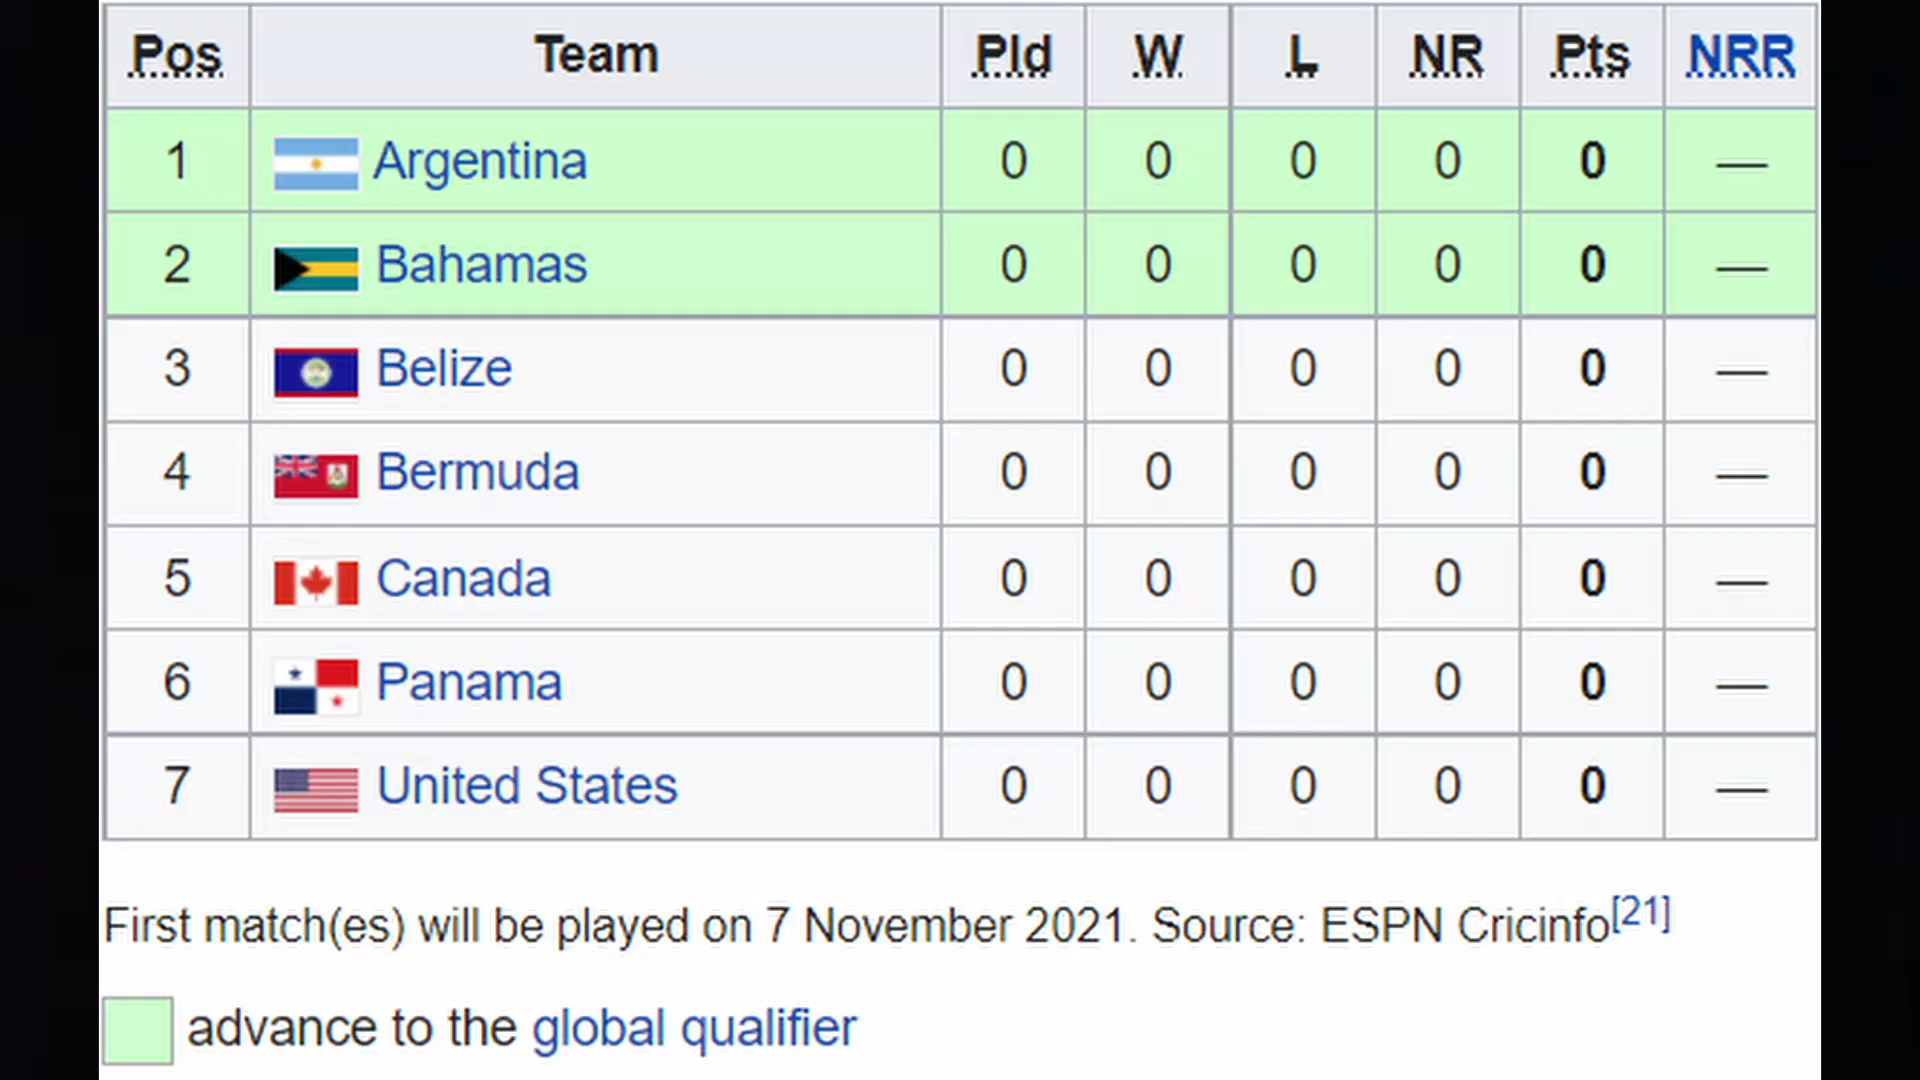 Pos Team Pld W L NR Pts NRR
1 Argentina 0 0 0 0 0 —
2 Bahamas 0 0 0 0 0 —
3 Belize 0 0 0 0 0 —
4 Bermuda 0 0 0 0 0 —
5 Canada 0 0 0 0 0 —
6 Panama 0 0 0 0 0 —
7 United States 0 0 0 0 0 —
First match(es) will be played on 7 November 2021. Source: ESPN Cricinfo[21]
advance to the global qualifier